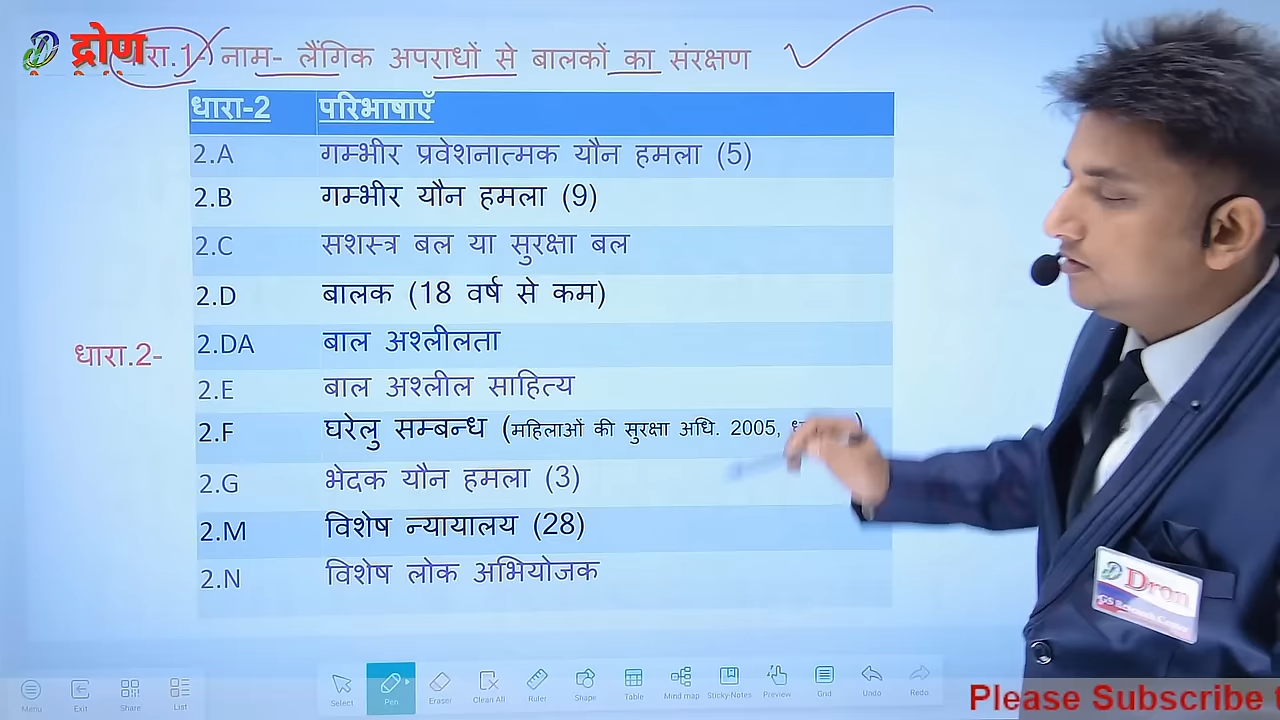 द्रोण
धारा.1- नाम- लैंगिक अपराधों से बालकों का संरक्षण
धारा-2 परिभाषाएँ
2.A गम्भीर प्रवेशनात्मक यौन हमला (5)
2.B गम्भीर यौन हमला (9)
2.C सशस्त्र बल या सुरक्षा बल
2.D बालक (18 वर्ष से कम)
2.DA बाल अश्लीलता
धारा.2-
2.E बाल अश्लील साहित्य
2.F घरेलु सम्बन्ध (महिलाओं की सुरक्षा अधि. 2005,
2.G भेदक यौन हमला (3)
2.M विशेष न्यायालय (28)
2.N विशेष लोक अभियोजक
Dron
GS Research Center
Menu Exit Share List Select Pen Eraser Clean All Ruler Shape Table Mind map Sticky-Notes Preview Grid Undo Redo
Please Subscribe